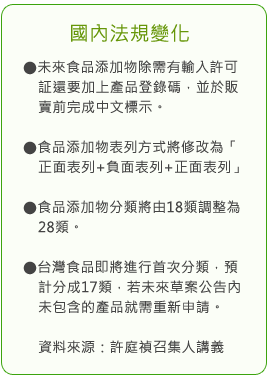 國內法規變化
●未來食品添加物除需有輸入許可
證還要加上產品登錄碼，並於販
賣前完成中文標示。
●食品添加物表列方式將修改為「
正面表列+負面表列+正面表列」
●食品添加物分類將由18類調整為
28類。
●台灣食品即將進行首次分類，預
計分成17類，若未來草案公告內
未包含的產品就需重新申請。
資料來源：許庭禎召集人講義